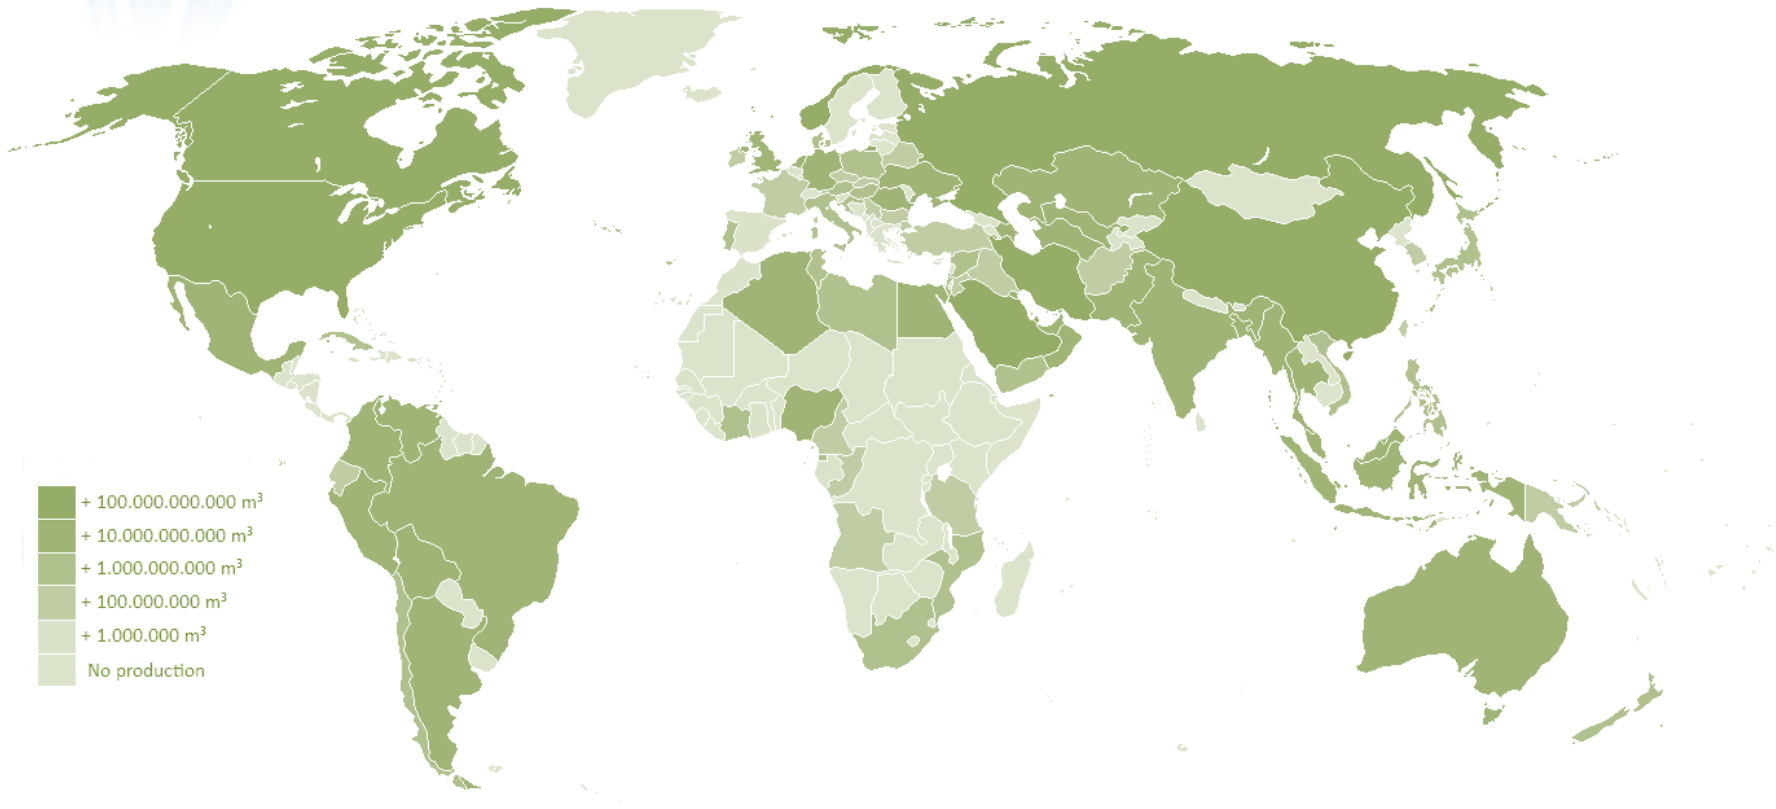 + 100.000.000.000 m³
+ 10.000.000.000 m³
+ 1.000.000.000 m³
+ 100.000.000 m³
+ 1.000.000 m³
No production